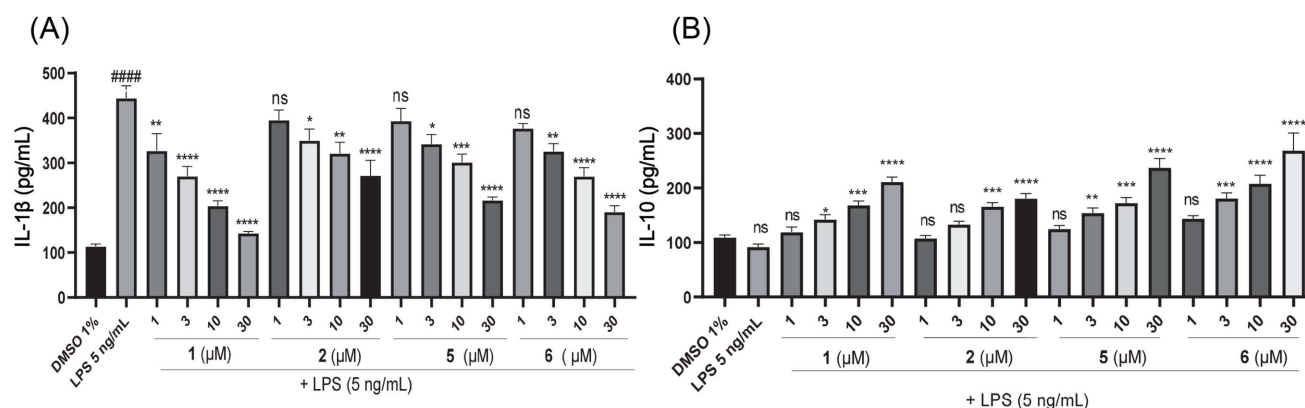 (A)
IL-1β (pg/mL)
500
400
300
200
100
0
####
**
****
****
****
ns
*
**
****
ns
*
***
****
ns
**
****
****
DMSO 1%
LPS 5 ng/mL
1 3 10 30 1 3 10 30 1 3 10 30 1 3 10 30
1 (µM) 2 (µM) 5 (µM) 6 ( µM)
+ LPS (5 ng/mL)
(B)
IL-10 (pg/mL)
400
300
200
100
0
ns
ns
*
***
****
ns
ns
***
****
ns
**
***
****
ns
***
****
****
DMSO 1%
LPS 5 ng/mL
1 3 10 30 1 3 10 30 1 3 10 30 1 3 10 30
1 (µM) 2 (µM) 5 (µM) 6 (µM)
+ LPS (5 ng/mL)